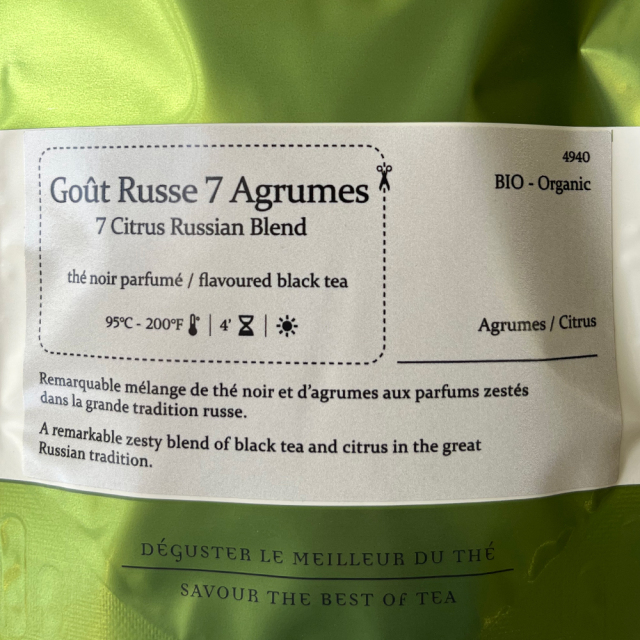 4940
BIO - Organic
Goût Russe 7 Agrumes
7 Citrus Russian Blend
thé noir parfumé / flavoured black tea
95°C - 200°F | 4' |
Agrumes / Citrus
Remarquable mélange de thé noir et d'agrumes aux parfums zestés
dans la grande tradition russe.
A remarkable zesty blend of black tea and citrus in the great
Russian tradition.
DÉGUSTER LE MEILLEUR DU THÉ
SAVOUR THE BEST OF TEA